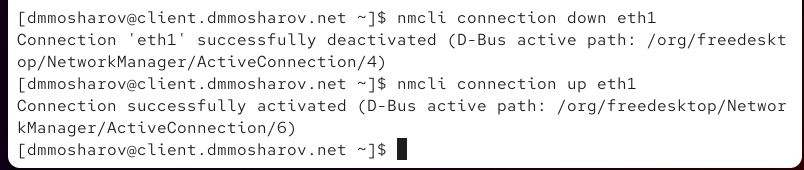 [dmmosharov@client.dmmosharov.net ~]$ nmcli connection down eth1
Connection 'eth1' successfully deactivated (D-Bus active path: /org/freedeskt
op/NetworkManager/ActiveConnection/4)
[dmmosharov@client.dmmosharov.net ~]$ nmcli connection up eth1
Connection successfully activated (D-Bus active path: /org/freedesktop/Networ
kManager/ActiveConnection/6)
[dmmosharov@client.dmmosharov.net ~]$